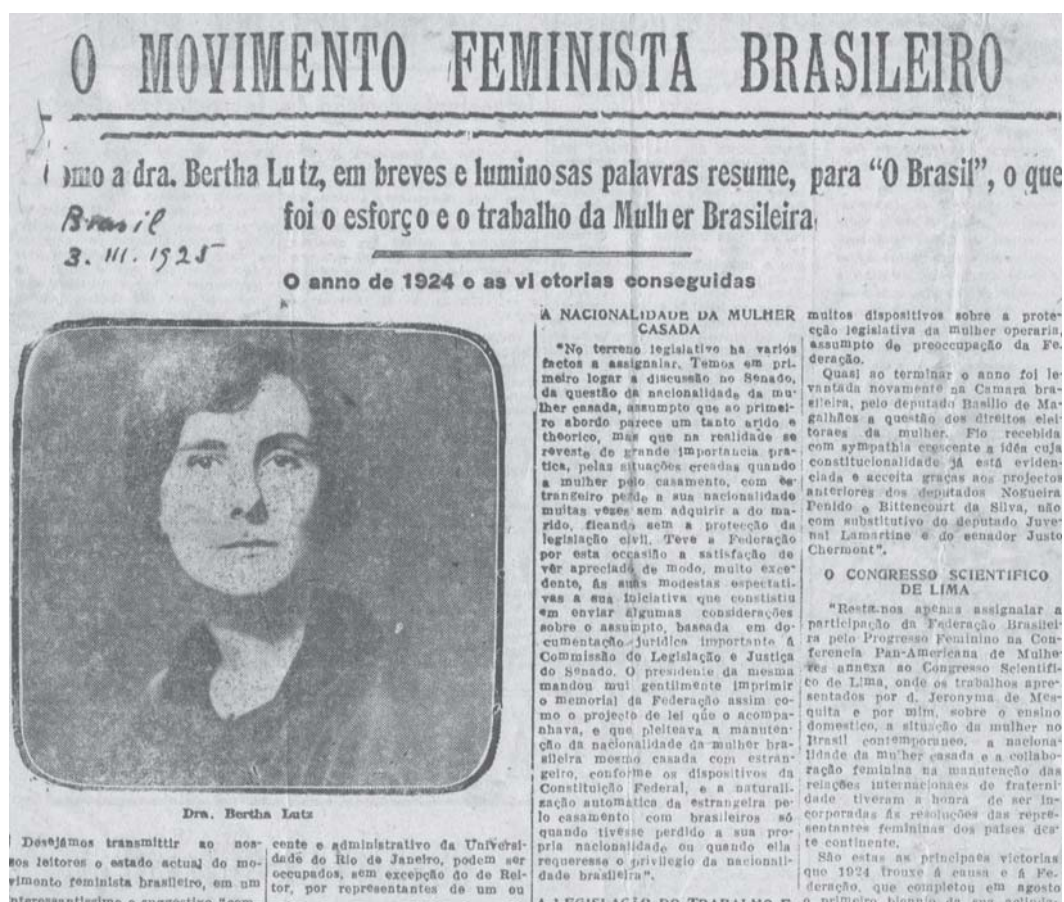 O MOVIMENTO FEMINISTA BRASILEIRO
omo a dra. Bertha Lutz, em breves e luminosas palavras resume, para "O Brasil", o que
foi o esforço e o trabalho da Mulher Brasileira
Brasil
3. III. 1925
O anno de 1924 e as victorias conseguidas
Dra. Bertha Lutz
Desejámos transmittir ao nos-
sos leitores o estado actual do mo-
vimento feminista brasileiro, em um
interessantissimo e suggestivo
cente e administrativo da Universi-
dade do Rio de Janeiro, podem ser
occupados, sem excepção do de Rei-
tor, por representantes de um ou
A NACIONALIDADE DA MULHER
CASADA
"No terreno legislativo ha varios
factos a assignalar. Temos em pri-
meiro logar a discussão no Senado,
da questão da nacionalidade da mu-
lher casada, assumpto que ao primei-
ro abordo parece um tanto arido e
theorico, mas que na realidade se
reveste de grande importancia pra-
tica, pelas situações creadas quando
a mulher pelo casamento, com es-
trangeiro perde a sua nacionalidade
muitas vezes sem adquirir a do ma-
rido, ficando sem a protecção da
legislação civil. Teve a Federação
por esta occasião a satisfação de
vêr apreciado de modo, muito exce-
dente, ás suas modestas espectati-
vas a sua iniciativa que constistiu
em enviar algumas considerações
sobre o assumpto, baseada em do-
cumentação juridica importante á
Commissão de Legislação e Justiça
do Senado. O presidente da mesma
mandou mui gentilmente imprimir
o memorial da Federação assim co-
mo o projecto de lei que o acompa-
nhava, e que pleiteava a manuten-
ção da nacionalidade da mulher bra-
sileira mesmo casada com estran-
geiro, conforme os dispositivos da
Constituição Federal, e a naturali-
sação automatica da estrangeira pe-
lo casamento com brasileiros só
quando tivesse perdido a sua pro-
pria nacionalidade ou quando ella
requeresse o privilegio da nacionali-
dade brasileira".
A LEGISLAÇÃO DO TRABALHO E
muitos dispositivos sobre a prote-
cção legislativa da mulher operaria,
assumpto de preoccupação da Fe-
deração.
Quasi ao terminar o anno foi le-
vantada novamente na Camara bra-
sileira, pelo deputado Basilio de Ma-
galhães a questão dos direitos elei-
toraes da mulher. Fio recebida
com sympathia crescente a idéa cuja
constitucionalidade já está eviden-
ciada e acceita graças aos projectos
anteriores dos deputados Nogueira
Penido e Bittencourt da Silva, não
com substitutivo do deputado Juve-
nal Lamartine e do senador Justo
Chermont".
O CONGRESSO SCIENTIFICO
DE LIMA
"Resta-nos apenas assignalar a
participação da Federação Brasilei-
ra pelo Progresso Feminino na Con-
ferencia Pan-Americana de Mulhe-
res annexa ao Congresso Scientifi-
co de Lima, onde os trabalhos apre-
sentados por d. Jeronyma de Mes-
quita e por mim, sobre o ensino
domestico, a situação da mulher no
Brasil contemporaneo, a naciona-
lidade da mulher casada e a collabo-
ração feminina na manutenção das
relações internacionaes de fraterni-
dade tiveram a honra de ser in-
corporadas ás resoluções das repre-
sentantes femininas dos paises des-
te continente.
São estas as principaes victorias
que 1924 trouxe á causa e á Fe-
deração, que completou em agosto
o primeiro biennio da sua